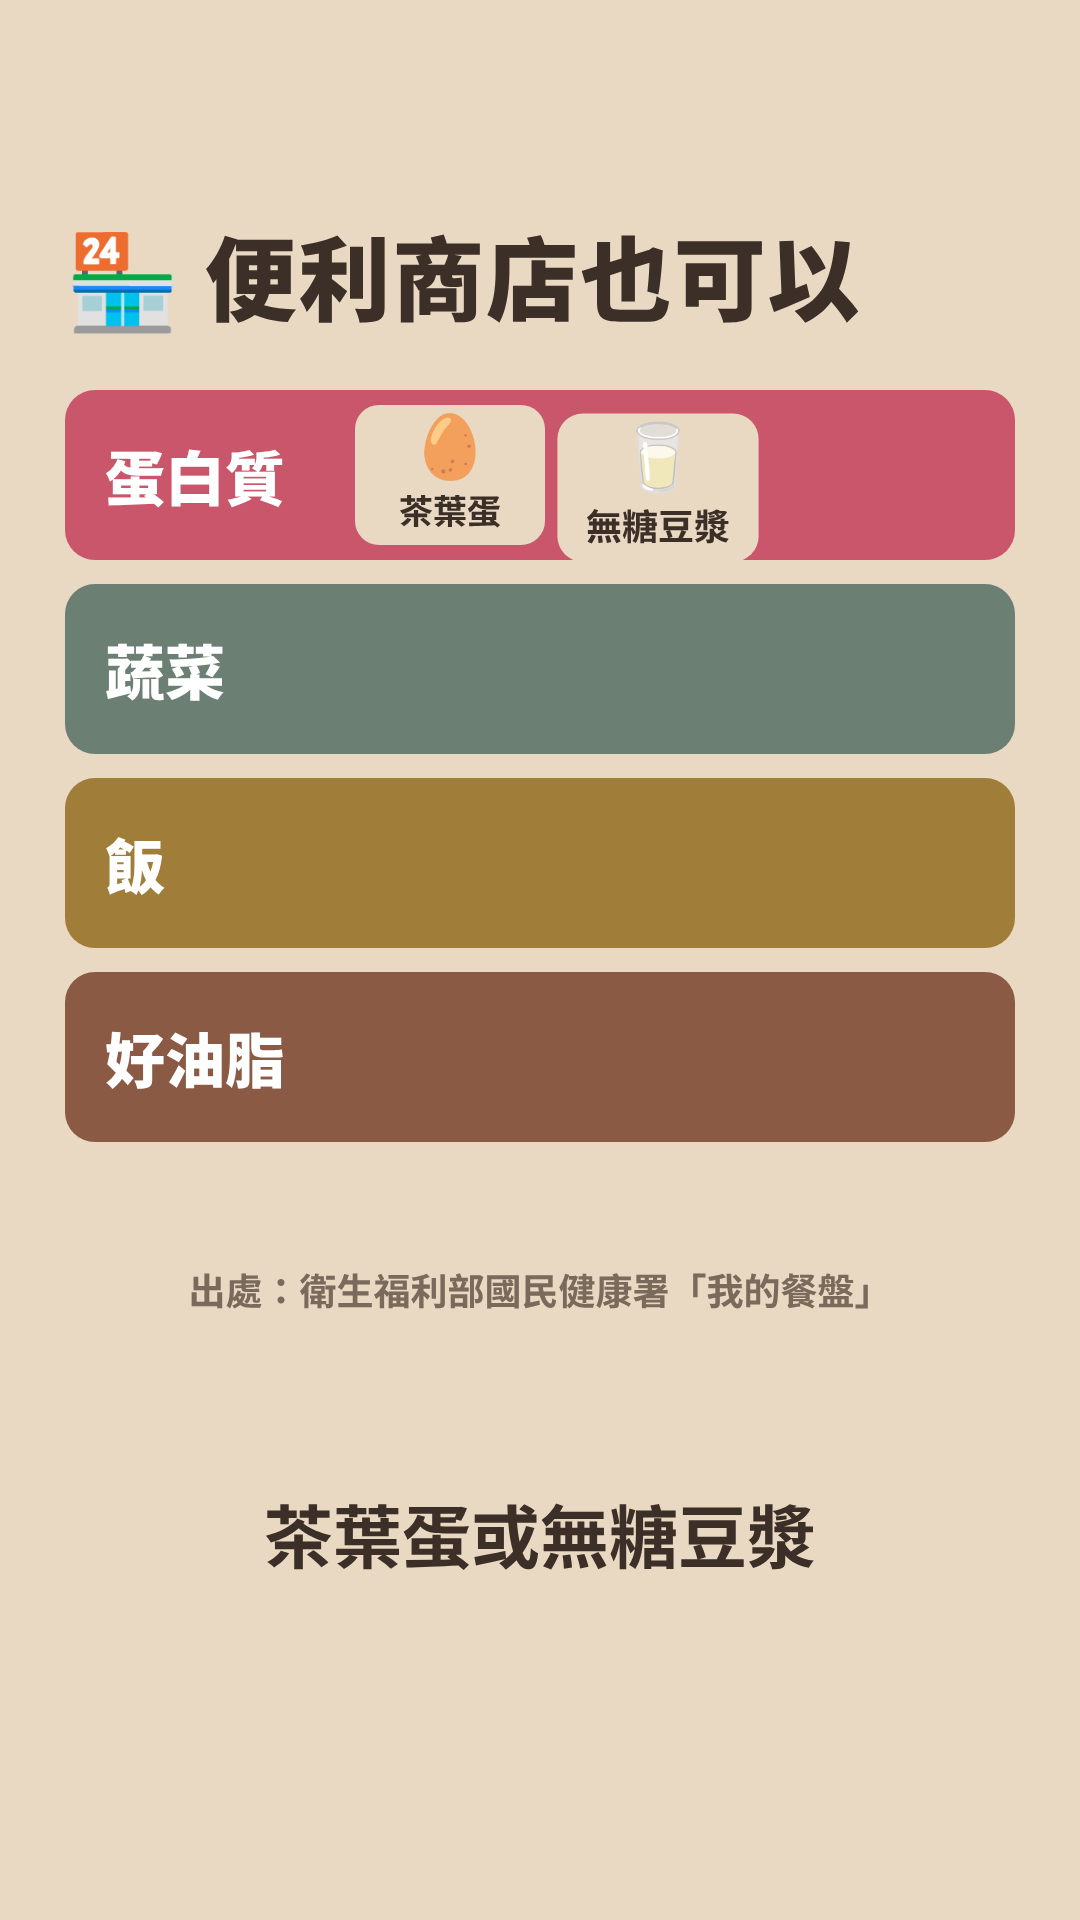 24
便利商店也可以
蛋白質
茶葉蛋
無糖豆漿
蔬菜
飯
好油脂
出處：衛生福利部國民健康署「我的餐盤」
茶葉蛋或無糖豆漿